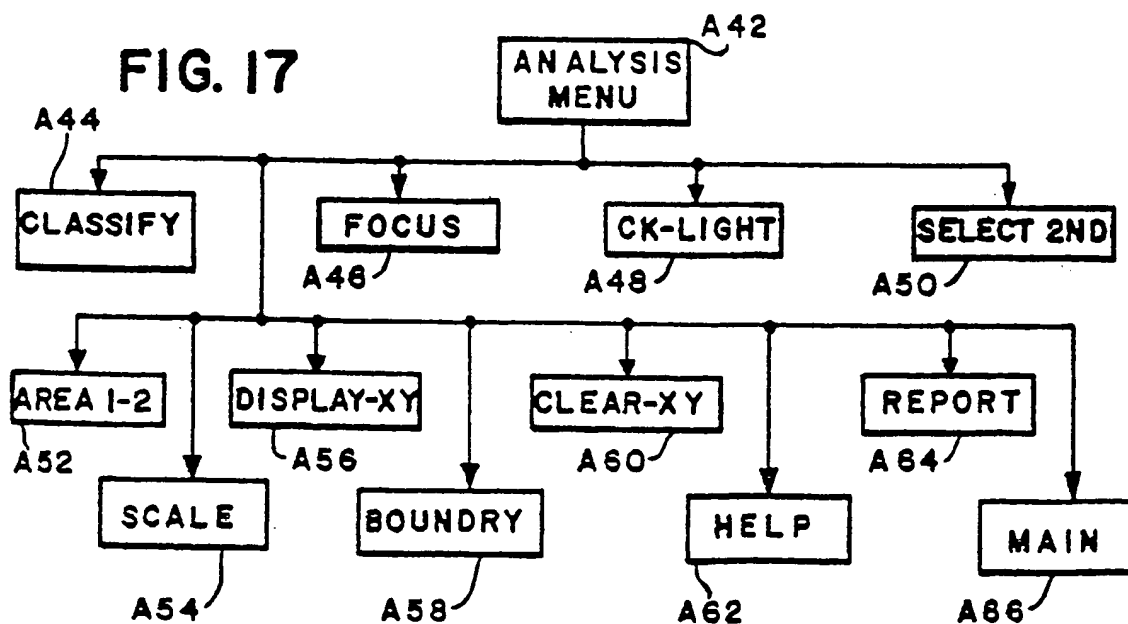 FIG. 17
A42
ANALYSIS
MENU
A44
CLASSIFY
FOCUS
A46
CK-LIGHT
A48
SELECT 2ND
A50
AREA 1-2
A52
DISPLAY-XY
A56
CLEAR-XY
A60
REPORT
A64
SCALE
A54
BOUNDRY
A58
HELP
A62
MAIN
A66